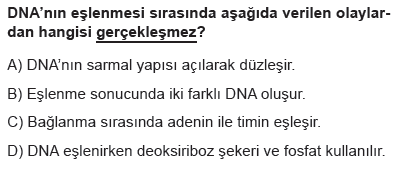 DNA’nın eşlenmesi sırasında aşağıda verilen olaylar-
dan hangisi gerçekleşmez?
A) DNA’nın sarmal yapısı açılarak düzleşir.
B) Eşlenme sonucunda iki farklı DNA oluşur.
C) Bağlanma sırasında adenin ile timin eşleşir.
D) DNA eşlenirken deoksiriboz şekeri ve fosfat kullanılır.